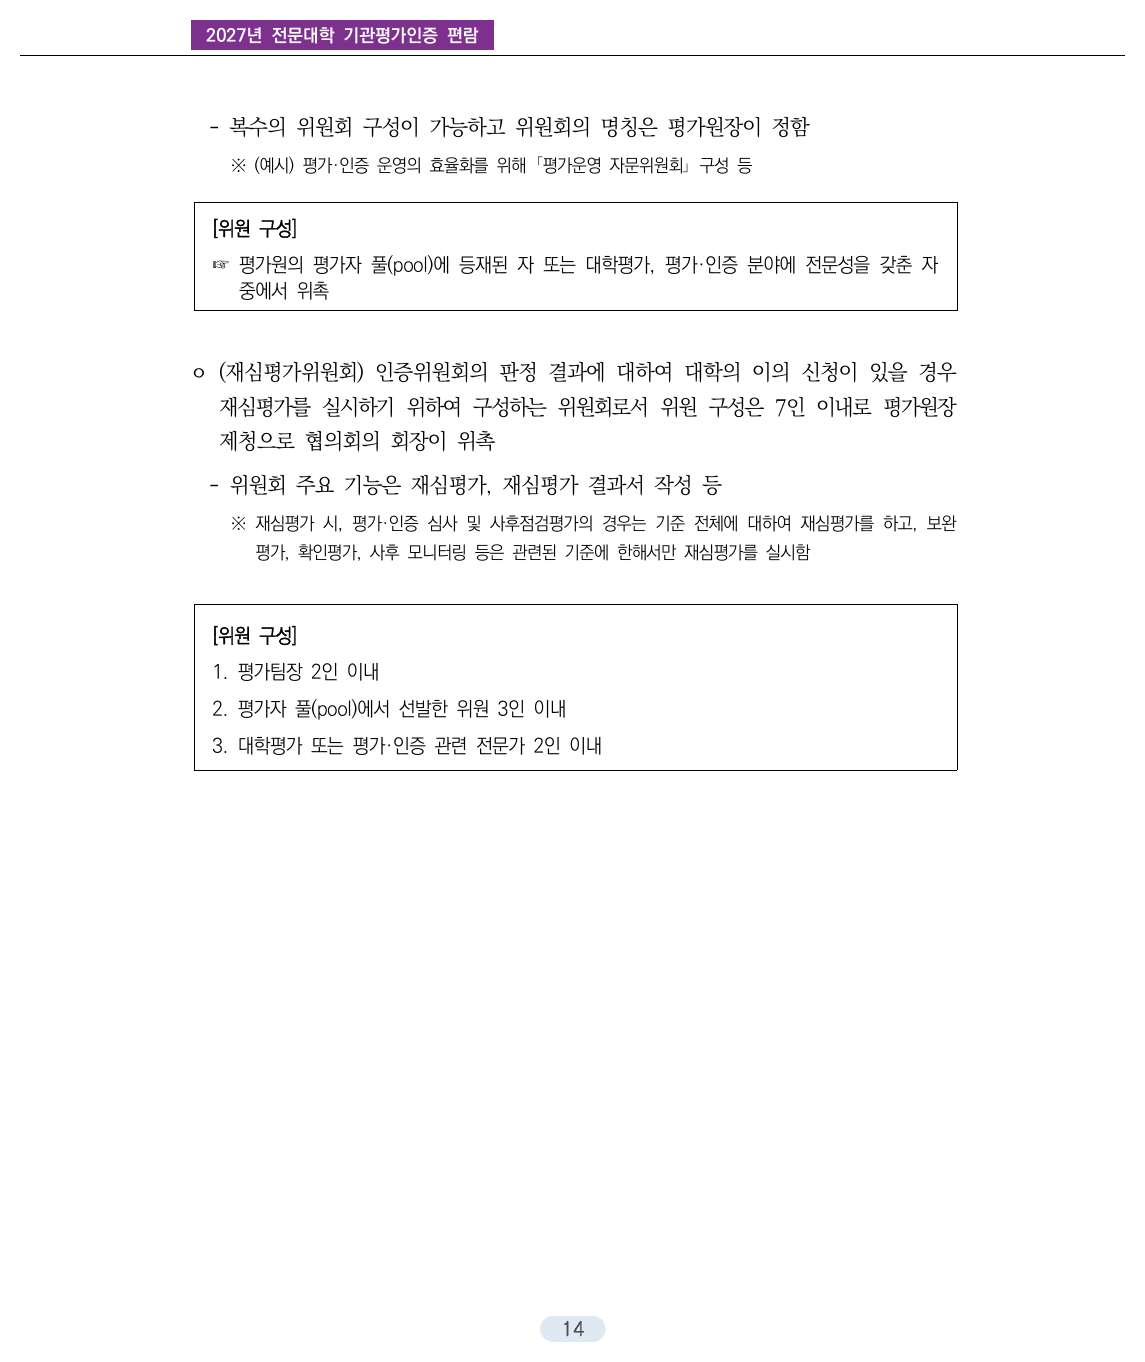 2027년 전문대학 기관평가인증 편람
- 복수의 위원회 구성이 가능하고 위원회의 명칭은 평가원장이 정함
※ (예시) 평가·인증 운영의 효율화를 위해 「평가운영 자문위원회」 구성 등
[위원 구성]
☞ 평가원의 평가자 풀(pool)에 등재된 자 또는 대학평가, 평가·인증 분야에 전문성을 갖춘 자
중에서 위촉
ㅇ (재심평가위원회) 인증위원회의 판정 결과에 대하여 대학의 이의 신청이 있을 경우
재심평가를 실시하기 위하여 구성하는 위원회로서 위원 구성은 7인 이내로 평가원장
제청으로 협의회의 회장이 위촉
- 위원회 주요 기능은 재심평가, 재심평가 결과서 작성 등
※ 재심평가 시, 평가·인증 심사 및 사후점검평가의 경우는 기준 전체에 대하여 재심평가를 하고, 보완
평가, 확인평가, 사후 모니터링 등은 관련된 기준에 한해서만 재심평가를 실시함
[위원 구성]
1. 평가팀장 2인 이내
2. 평가자 풀(pool)에서 선발한 위원 3인 이내
3. 대학평가 또는 평가·인증 관련 전문가 2인 이내
14